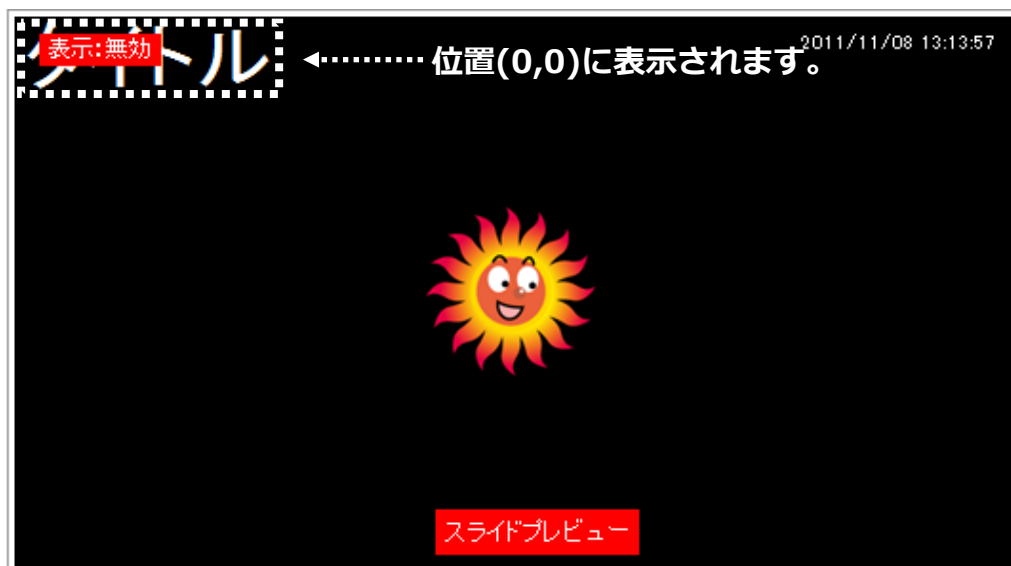 タイトル
表示:無効
位置(0,0)に表示されます。
2011/11/08 13:13:57
スライドプレビュー